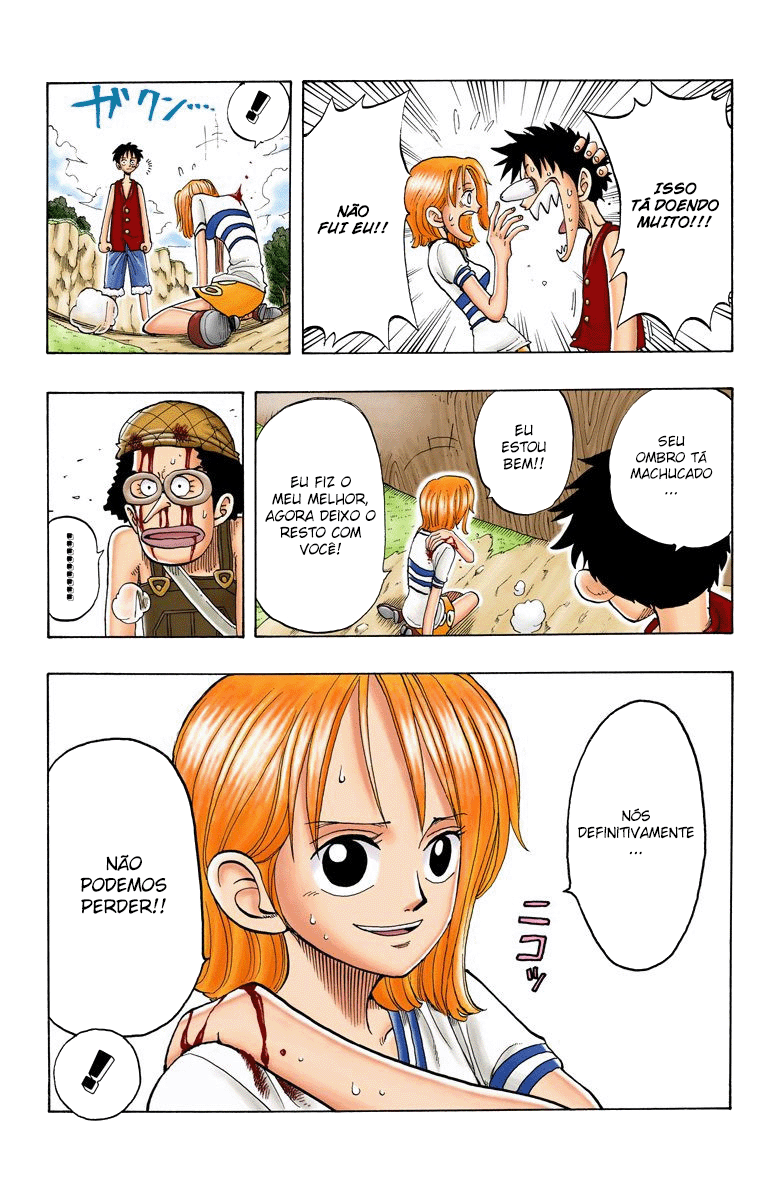 ISSO
TÁ DOENDO
MUITO!!!
NÃO
FUI EU!!
!
ガクン....
SEU
OMBRO TÁ
MACHUCADO
...
EU
ESTOU
BEM!!
EU FIZ O
MEU MELHOR,
AGORA DEIXO O
RESTO COM
VOCÊ!
..........
NÓS
DEFINITIVAMENTE
...
ニコッ
NÃO
PODEMOS
PERDER!!
!